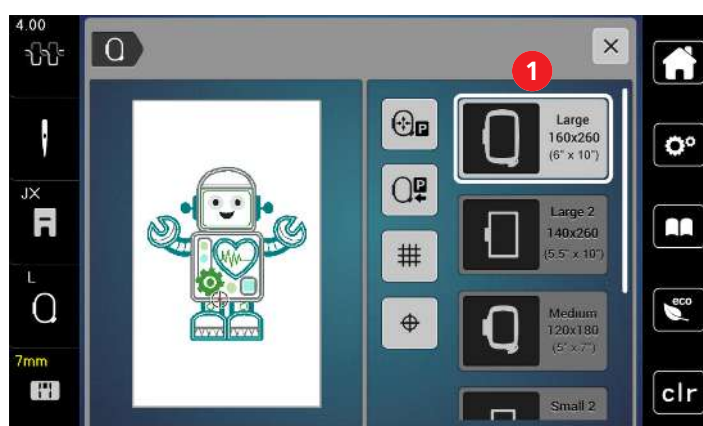 4.00
1
P
Large
160x260
(6" x 10")
JX
P
Large 2
140x260
(5.5" x 10")
L
Medium
120x180
(5" x 7")
eco
7mm
Small 2
clr